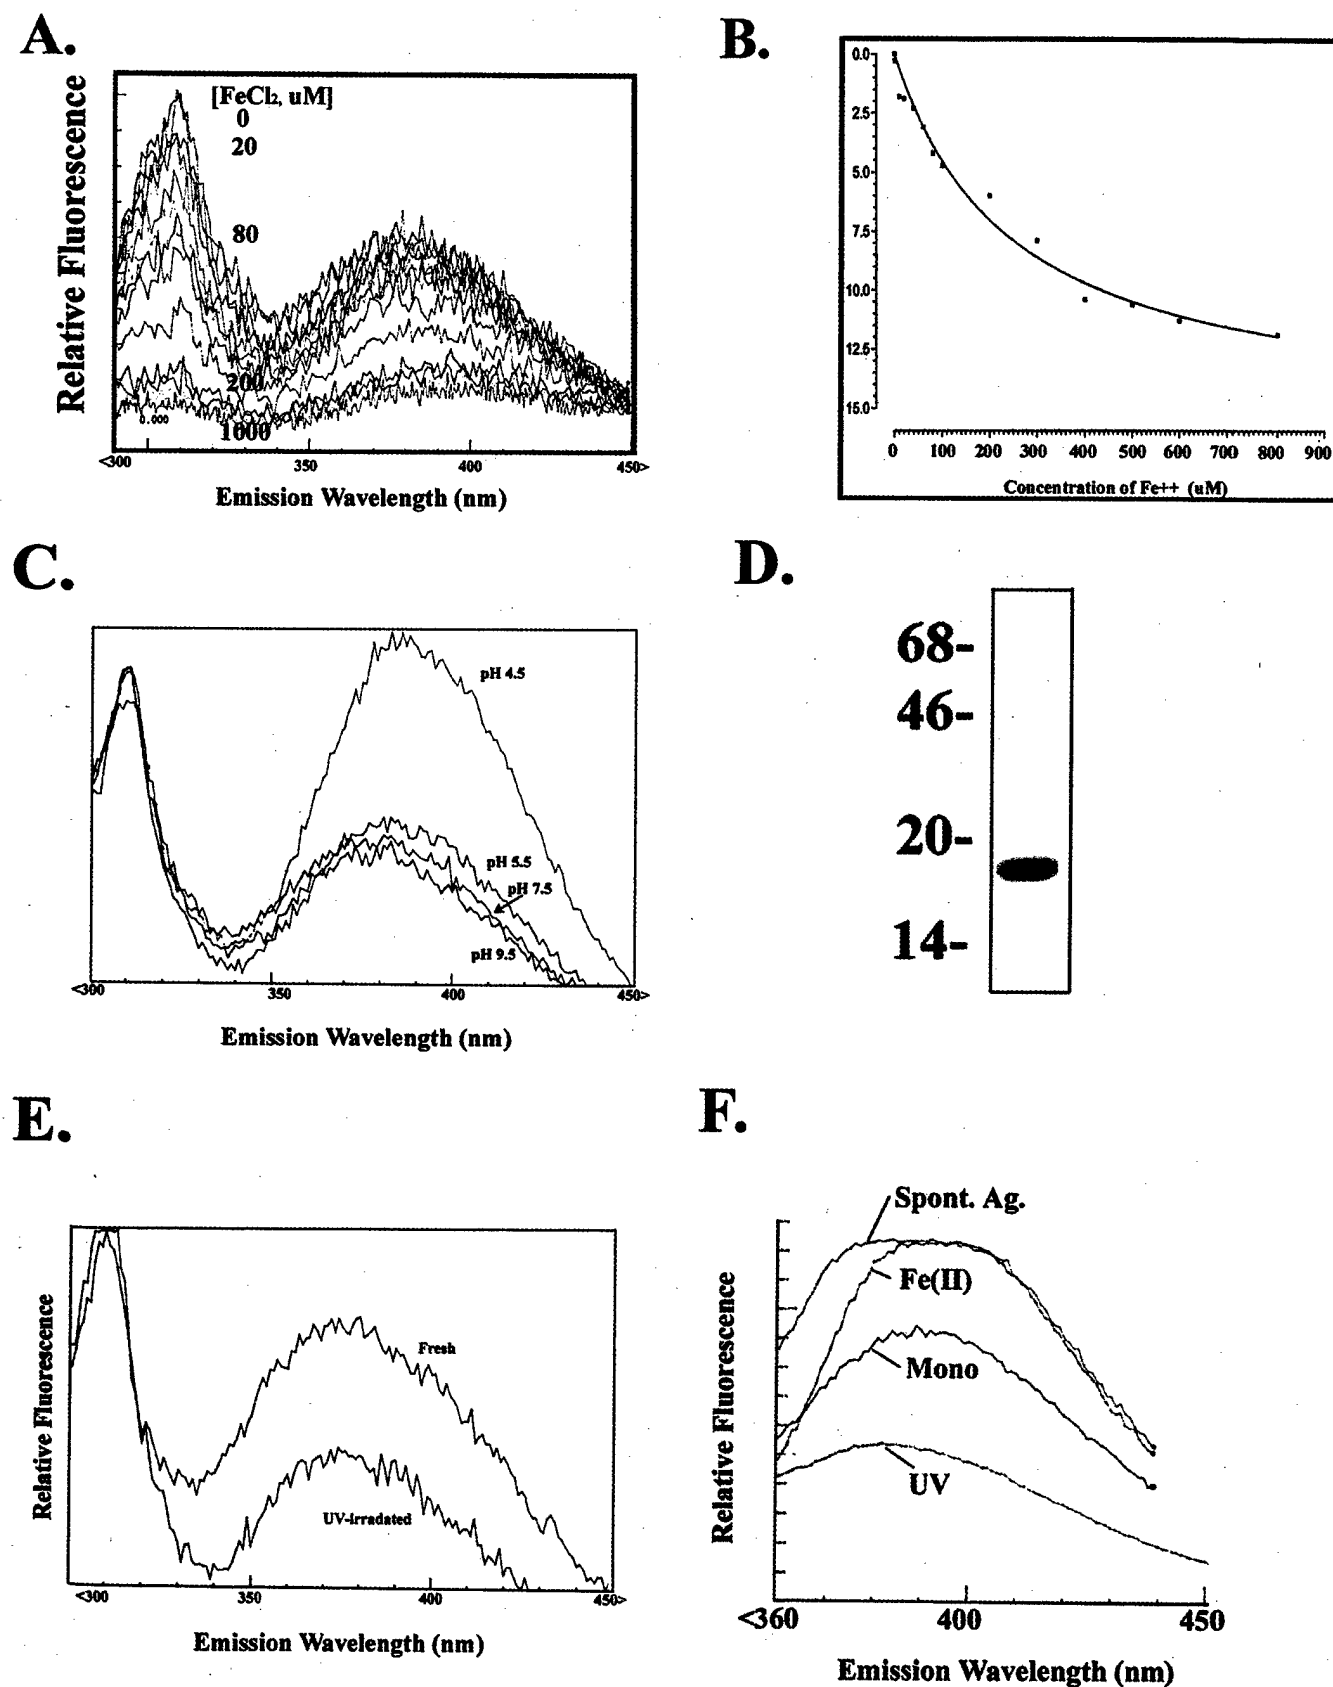 A.
Relative Fluorescence
[FeCl₂, uM]
0
20
80
200
0.000
1000
<300
350
400
450>
Emission Wavelength (nm)
B.
0.0
2.5
5.0
7.5
10.0
12.5
15.0
0 100 200 300 400 500 600 700 800 900
Concentration of Fe++ (uM)
C.
pH 4.5
pH 5.5
pH 7.5
pH 9.5
<300
350
400
450>
Emission Wavelength (nm)
D.
68-
46-
20-
14-
E.
Relative Fluorescence
Fresh
UV-irradated
<300
350
400
450>
Emission Wavelength (nm)
F.
Relative Fluorescence
Spont. Ag.
Fe(II)
Mono
UV
<360
400
450
Emission Wavelength (nm)